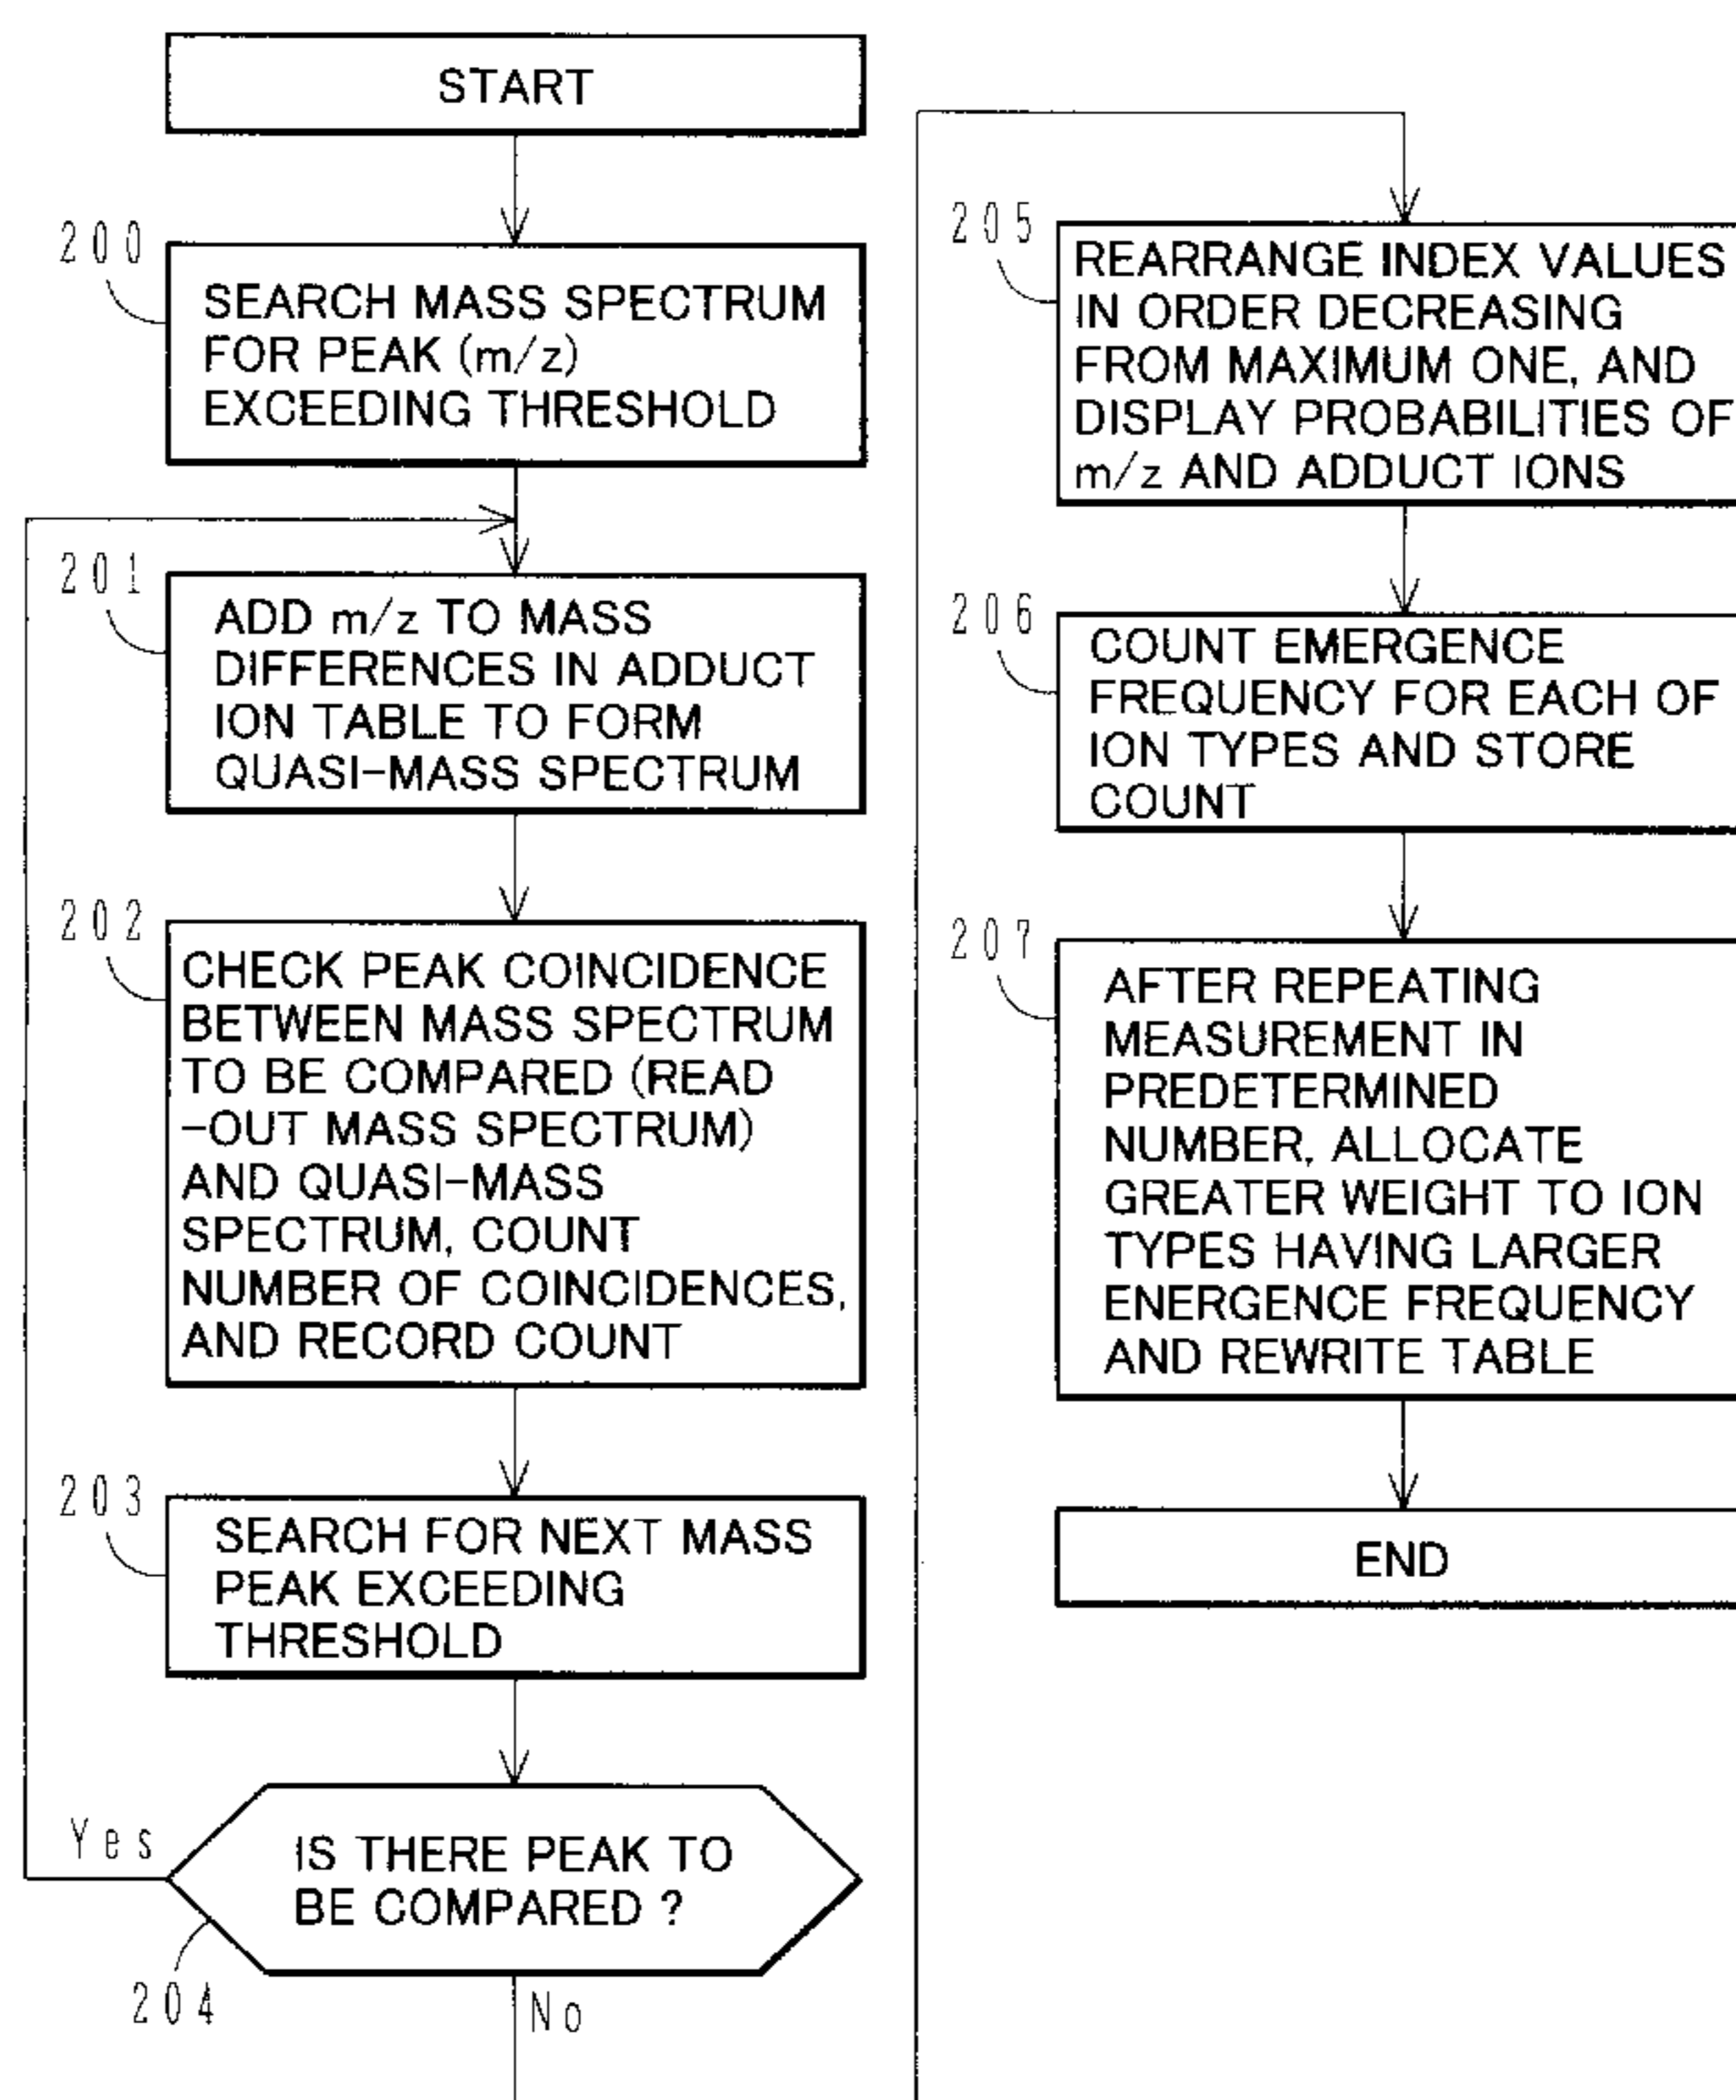 START
200
SEARCH MASS SPECTRUM
FOR PEAK (m/z)
EXCEEDING THRESHOLD
201
ADD m/z TO MASS
DIFFERENCES IN ADDUCT
ION TABLE TO FORM
QUASI-MASS SPECTRUM
202
CHECK PEAK COINCIDENCE
BETWEEN MASS SPECTRUM
TO BE COMPARED (READ
-OUT MASS SPECTRUM)
AND QUASI-MASS
SPECTRUM, COUNT
NUMBER OF COINCIDENCES,
AND RECORD COUNT
203
SEARCH FOR NEXT MASS
PEAK EXCEEDING
THRESHOLD
Yes
IS THERE PEAK TO
BE COMPARED ?
204
No
205
REARRANGE INDEX VALUES
IN ORDER DECREASING
FROM MAXIMUM ONE, AND
DISPLAY PROBABILITIES OF
m/z AND ADDUCT IONS
206
COUNT EMERGENCE
FREQUENCY FOR EACH OF
ION TYPES AND STORE
COUNT
207
AFTER REPEATING
MEASUREMENT IN
PREDETERMINED
NUMBER, ALLOCATE
GREATER WEIGHT TO ION
TYPES HAVING LARGER
ENERGENCE FREQUENCY
AND REWRITE TABLE
END